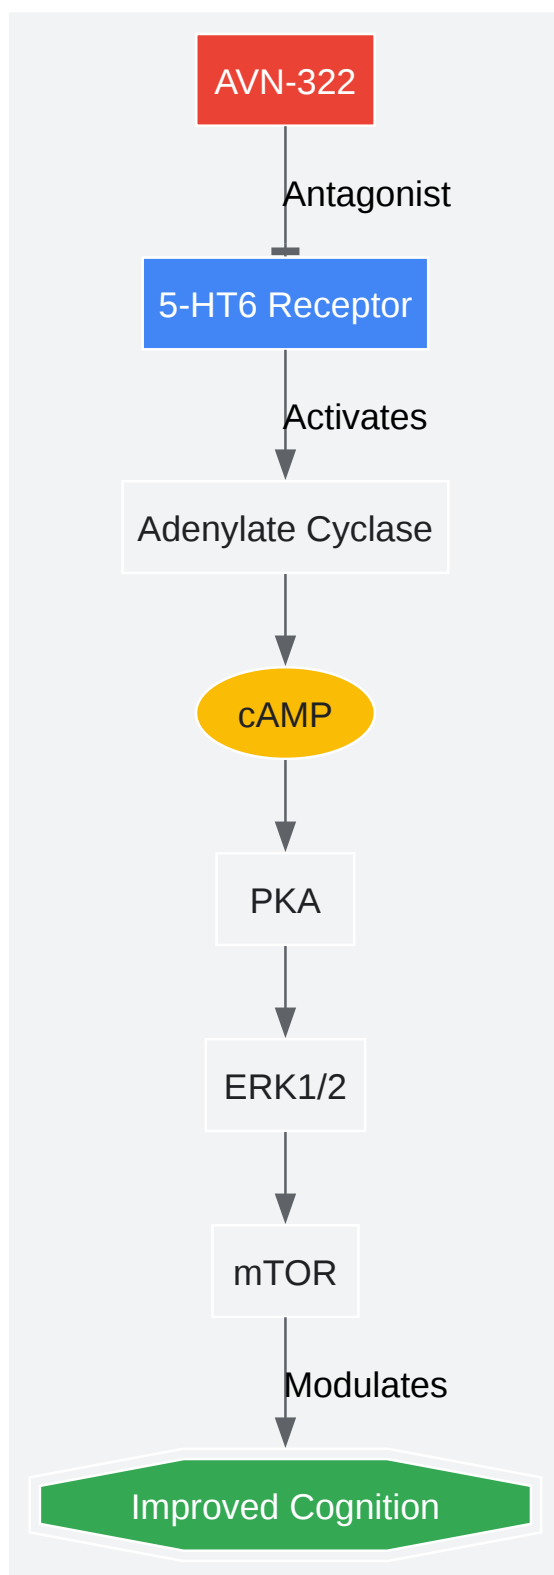 AVN-322
Antagonist
5-HT6 Receptor
Activates
Adenylate Cyclase
cAMP
PKA
ERK1/2
mTOR
Modulates
Improved Cognition